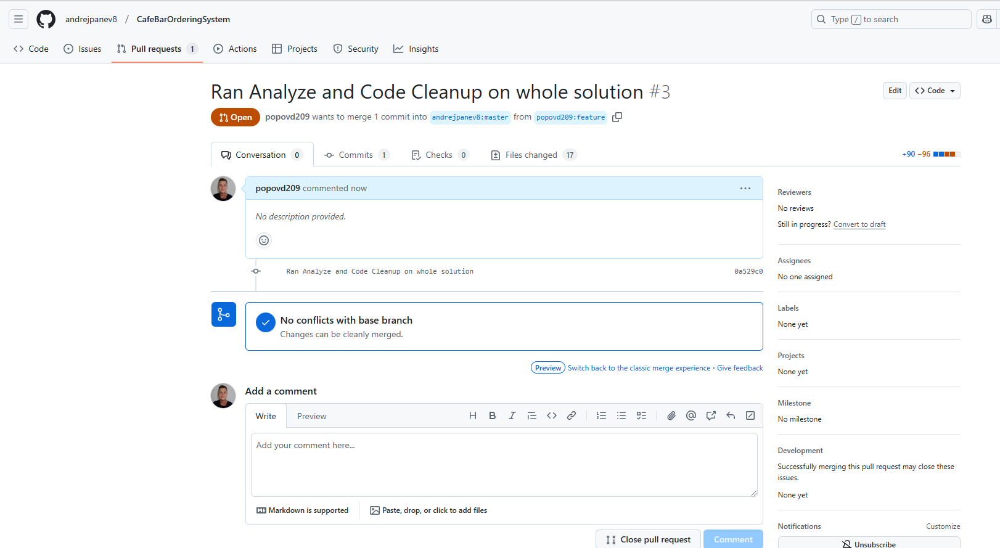 andrejpanev8 / CafeBarOrderingSystem
Type / to search
Code Issues Pull requests 1 Actions Projects Security Insights
Ran Analyze and Code Cleanup on whole solution #3
Edit
Code
Open
popovd209 wants to merge 1 commit into andrejpanev8:master from popovd209:feature
Conversation 0 Commits 1 Checks 0 Files changed 17
+90 −96
popovd209 commented now
No description provided.
Ran Analyze and Code Cleanup on whole solution 0a529c0
No conflicts with base branch
Changes can be cleanly merged.
Preview Switch back to the classic merge experience · Give feedback
Add a comment
Write Preview
Add your comment here...
Markdown is supported
Paste, drop, or click to add files
Close pull request
Comment
Reviewers
No reviews
Still in progress? Convert to draft
Assignees
No one assigned
Labels
None yet
Projects
None yet
Milestone
No milestone
Development
Successfully merging this pull request may close these
issues.
None yet
Notifications Customize
Unsubscribe